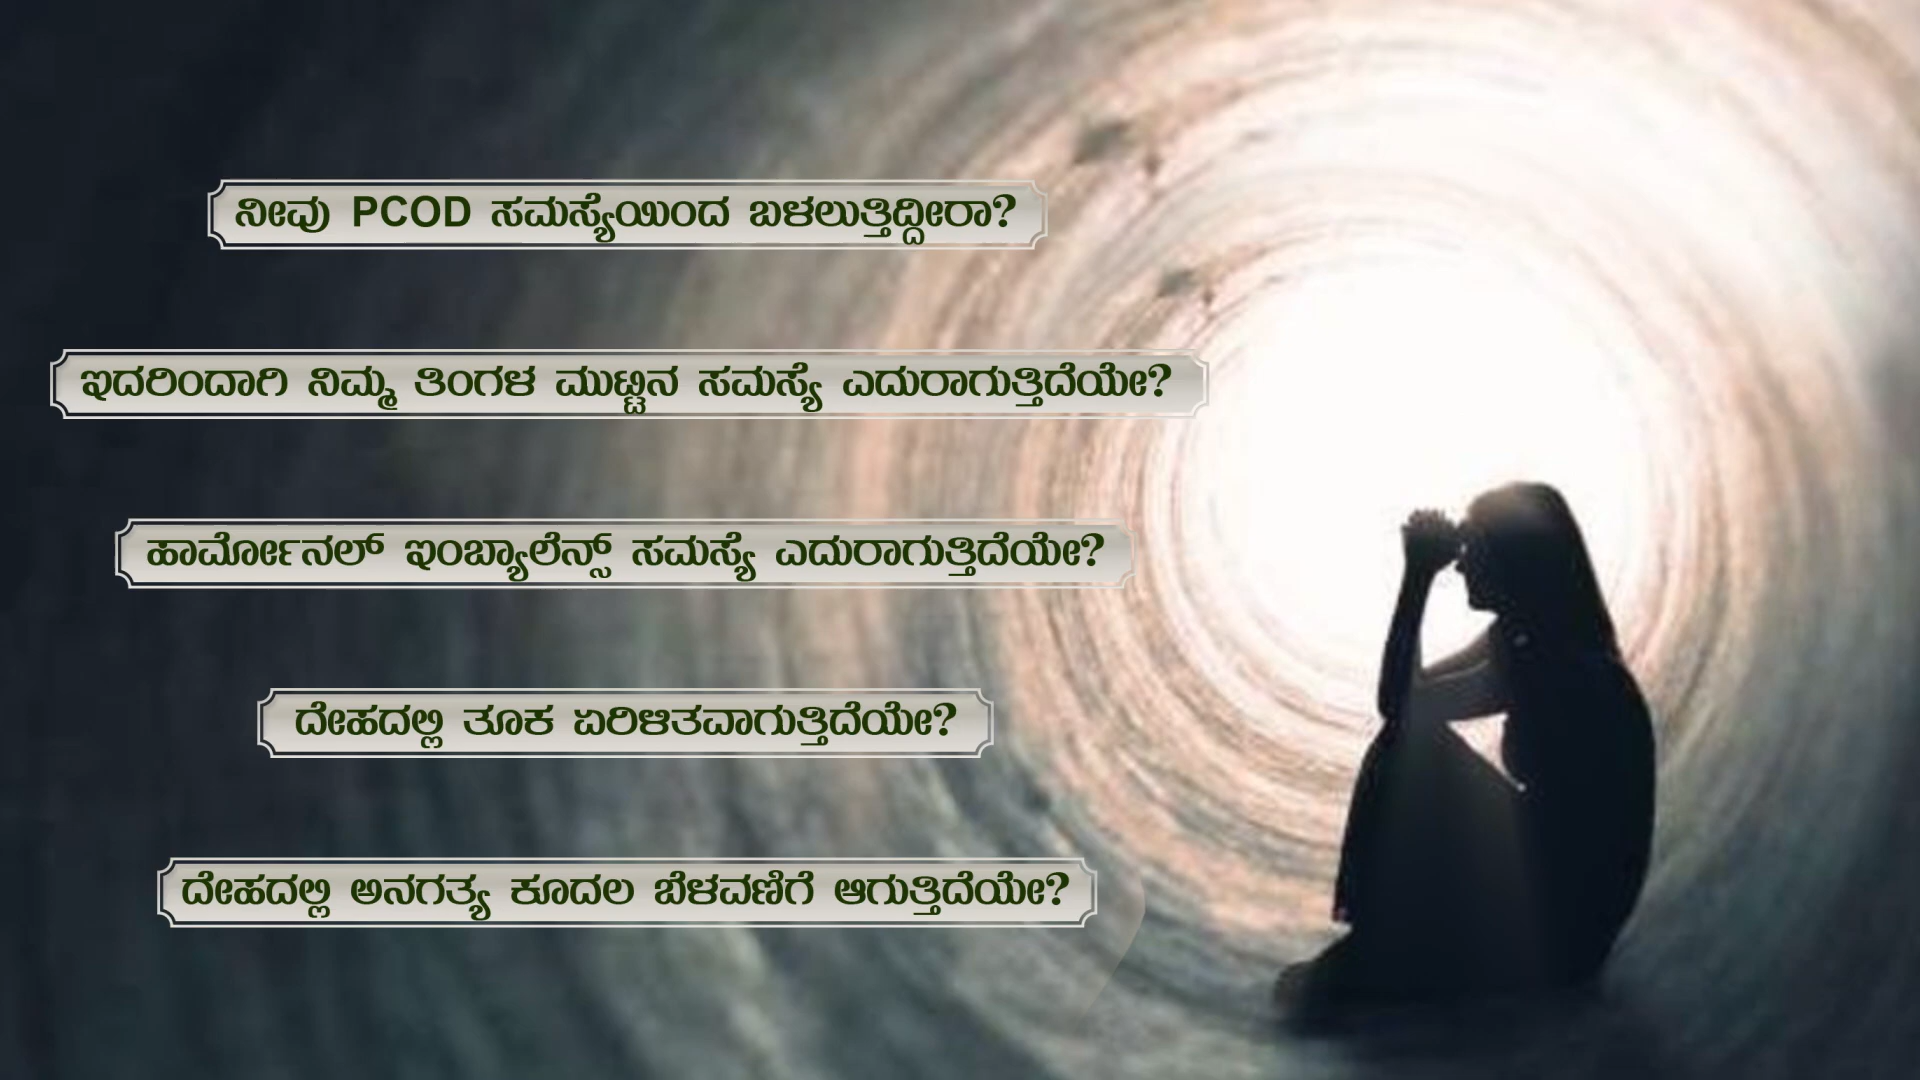 ನೀವು PCOD ಸಮಸ್ಯೆಯಿಂದ ಬಳಲುತ್ತಿದ್ದೀರಾ?
ಇದರಿಂದಾಗಿ ನಿಮ್ಮ ತಿಂಗಳ ಮುಟ್ಟಿನ ಸಮಸ್ಯೆ ಎದುರಾಗುತ್ತಿದೆಯೇ?
ಹಾರ್ಮೋನಲ್ ಇಂಬ್ಯಾಲೆನ್ಸ್ ಸಮಸ್ಯೆ ಎದುರಾಗುತ್ತಿದೆಯೇ?
ದೇಹದಲ್ಲಿ ತೂಕ ಏರಿಳಿತವಾಗುತ್ತಿದೆಯೇ?
ದೇಹದಲ್ಲಿ ಅನಗತ್ಯ ಕೂದಲ ಬೆಳವಣಿಗೆ ಆಗುತ್ತಿದೆಯೇ?